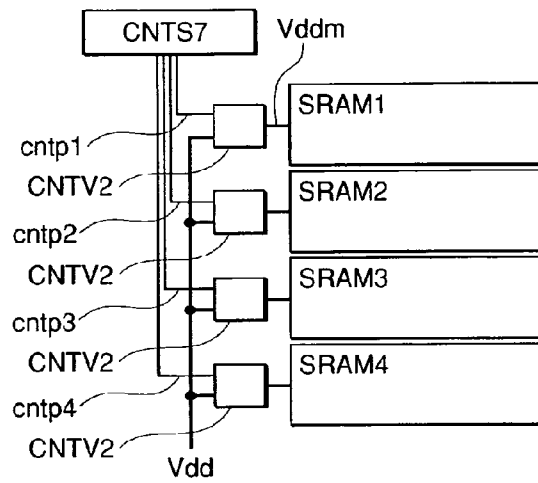 CNTS7
Vddm
SRAM1
cntp1
CNTV2
SRAM2
cntp2
CNTV2
SRAM3
cntp3
CNTV2
SRAM4
cntp4
CNTV2
Vdd